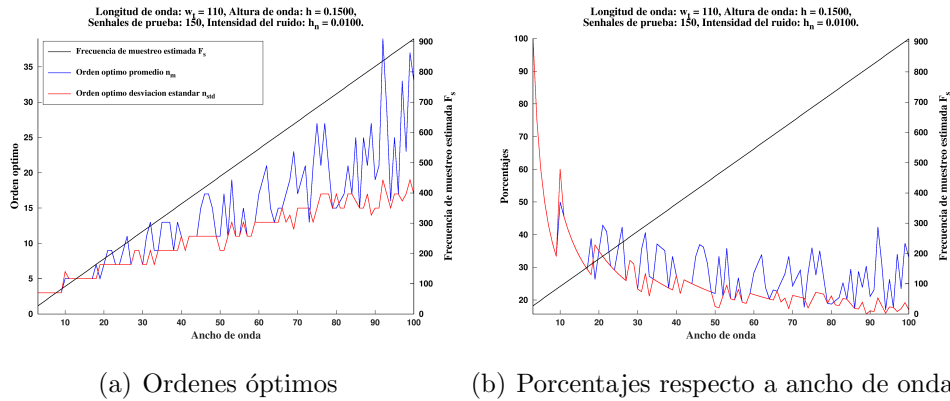 Longitud de onda: w_l = 110, Altura de onda: h = 0.1500,
Senhales de prueba: 150, Intensidad del ruido: h_n = 0.0100.
Frecuencia de muestreo estimada F_s
Orden optimo promedio n_m
Orden optimo desviacion estandar n_std
Orden optimo
35
30
25
20
15
10
5
0
900
800
700
600
500
400
300
200
100
0
Frecuencia de muestreo estimada F_s
10 20 30 40 50 60 70 80 90 100
Ancho de onda
(a) Ordenes óptimos
Longitud de onda: w_l = 110, Altura de onda: h = 0.1500,
Senhales de prueba: 150, Intensidad del ruido: h_n = 0.0100.
Porcentajes
100
90
80
70
60
50
40
30
20
900
800
700
600
500
400
300
200
100
0
Frecuencia de muestreo estimada F_s
10 20 30 40 50 60 70 80 90 100
Ancho de onda
(b) Porcentajes respecto a ancho de onda